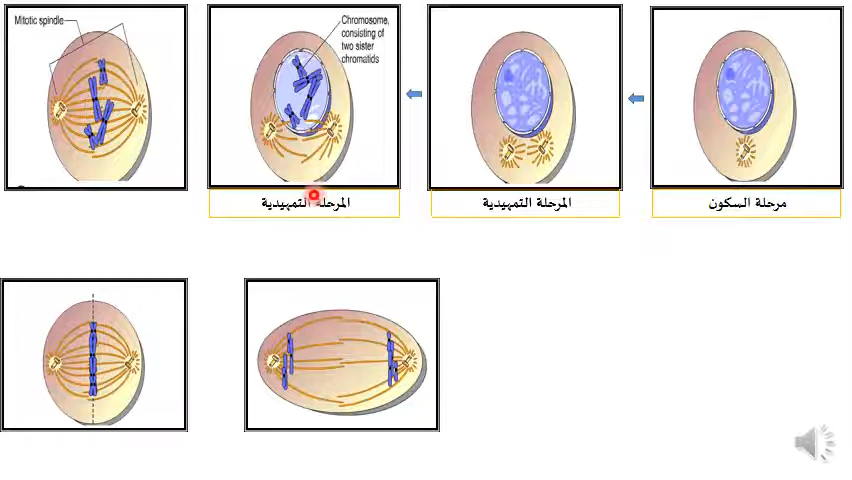 Mitotic spindle
Chromosome,
consisting of
two sister
chromatids
مرحلة السكون
المرحلة التمهيدية
المرحلة التمهيدية